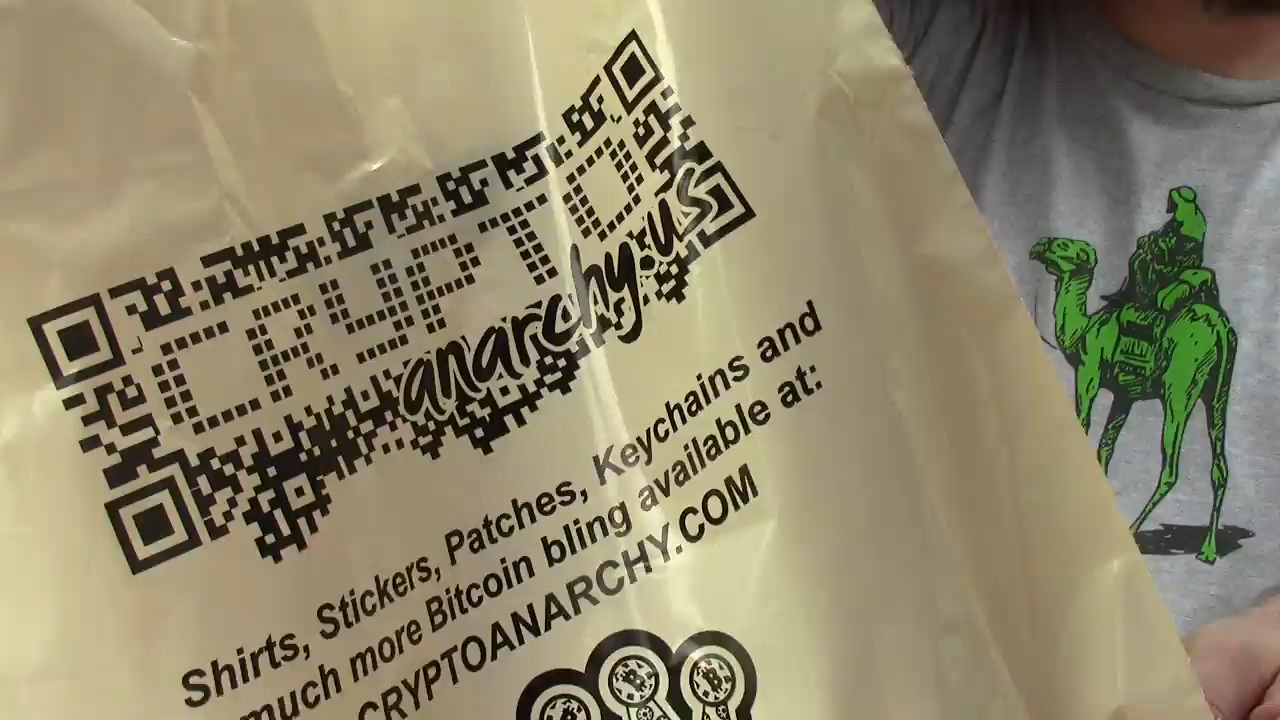 CRYPTO
anarchy.us
Shirts, Stickers, Patches, Keychains and
much more Bitcoin bling available at:
CRYPTOANARCHY.COM